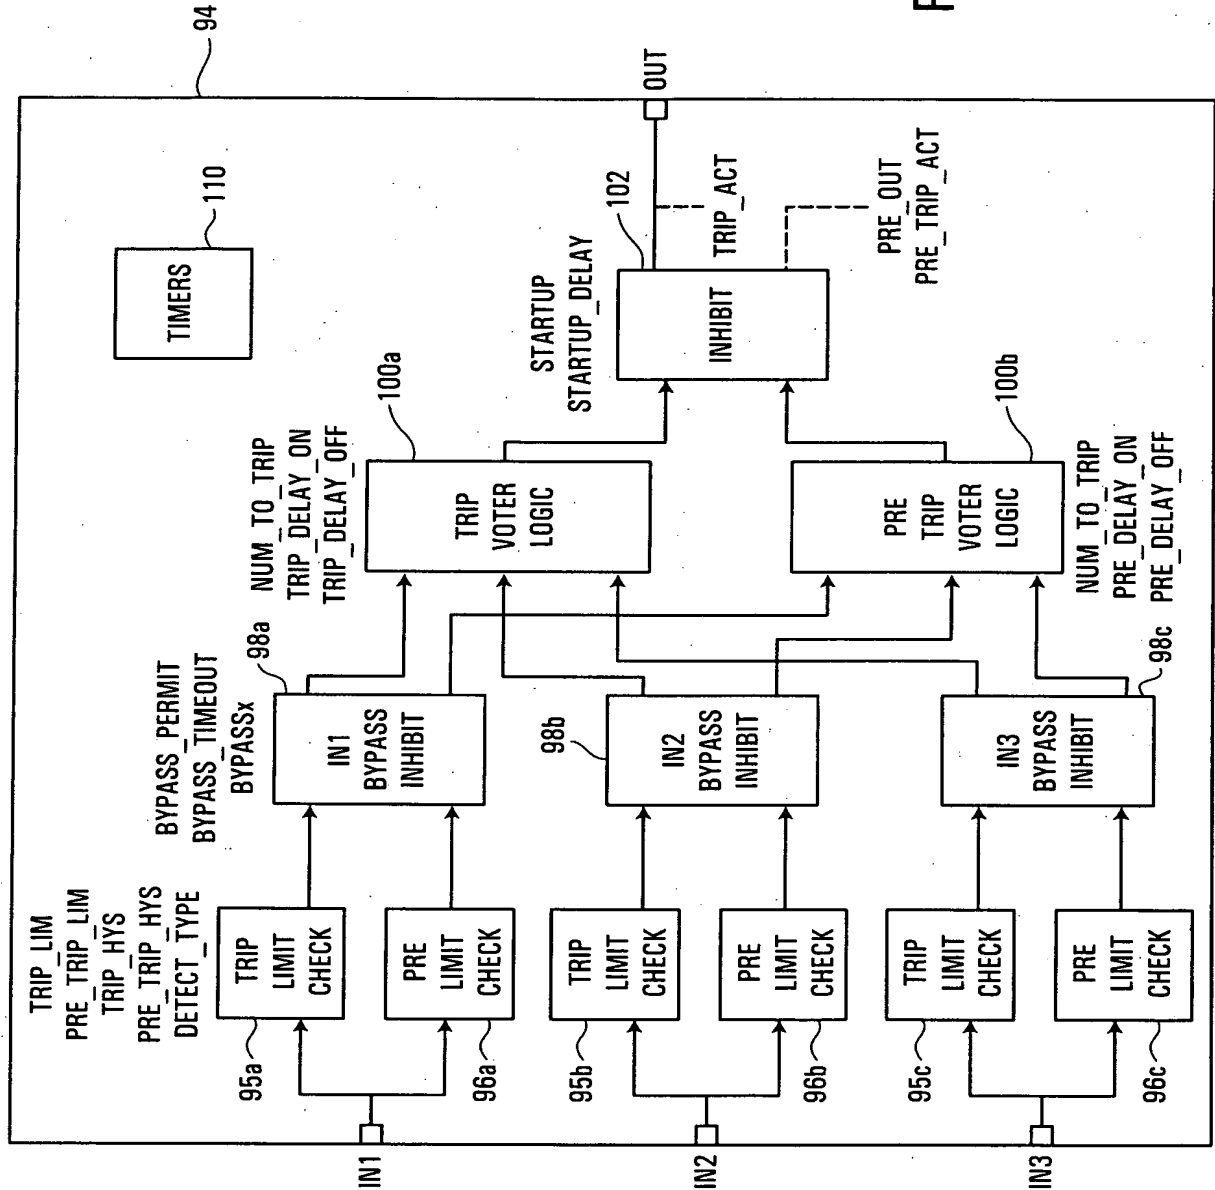 94
TIMERS
110
TRIP_LIM
PRE_TRIP_LIM
TRIP_HYS
PRE_TRIP_HYS
DETECT_TYPE
BYPASS_PERMIT
BYPASS_TIMEOUT
BYPASSx
NUM_TO_TRIP
TRIP_DELAY_ON
TRIP_DELAY_OFF
STARTUP
STARTUP_DELAY
IN1
95a
TRIP
LIMIT
CHECK
96a
PRE
LIMIT
CHECK
98a
IN1
BYPASS
INHIBIT
100a
TRIP
VOTER
LOGIC
102
INHIBIT
TRIP_ACT
OUT
PRE_OUT
PRE_TRIP_ACT
IN2
95b
TRIP
LIMIT
CHECK
96b
PRE
LIMIT
CHECK
98b
IN2
BYPASS
INHIBIT
100b
PRE
TRIP
VOTER
LOGIC
NUM_TO_TRIP
PRE_DELAY_ON
PRE_DELAY_OFF
IN3
95c
TRIP
LIMIT
CHECK
96c
PRE
LIMIT
CHECK
98c
IN3
BYPASS
INHIBIT